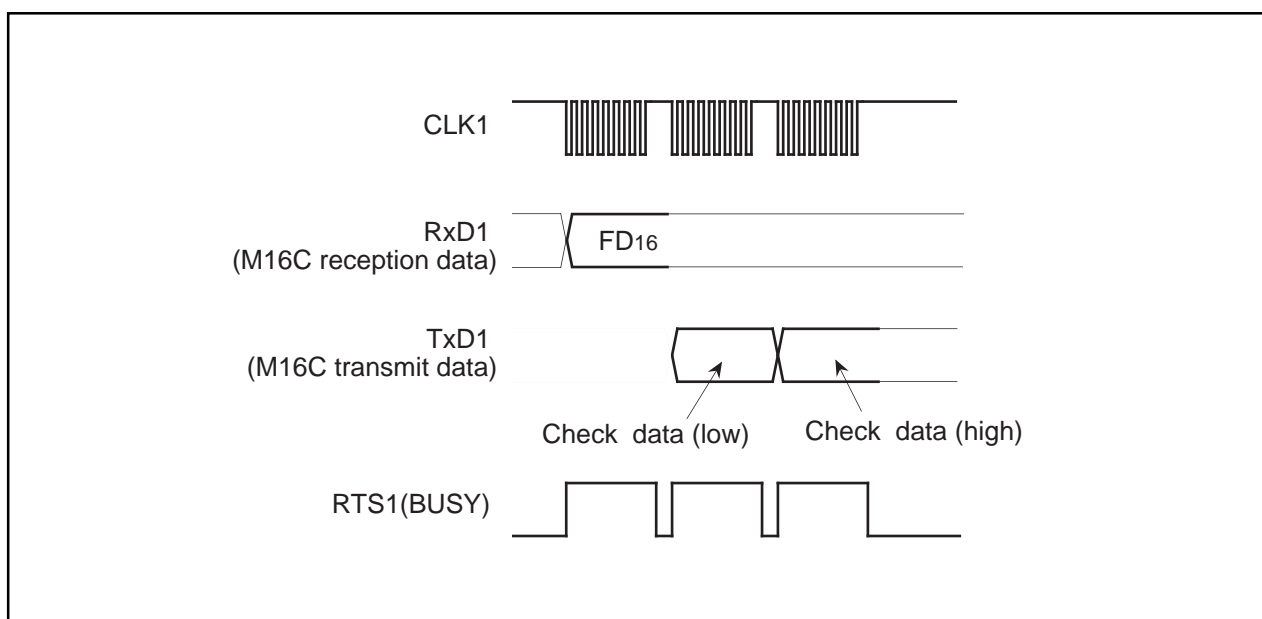 CLK1
RxD1
(M16C reception data)
FD16
TxD1
(M16C transmit data)
Check data (low)
Check data (high)
RTS1(BUSY)